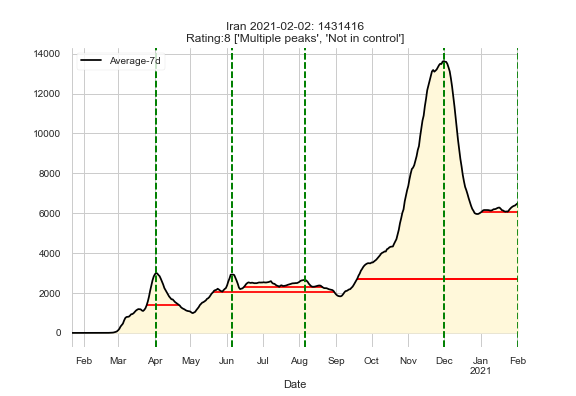 Iran 2021-02-02: 1431416
Rating:8 ['Multiple peaks', 'Not in control']
Average-7d
14000
12000
10000
8000
6000
4000
2000
0
Feb Mar Apr May Jun Jul Aug Sep Oct Nov Dec Jan Feb
2021
Date